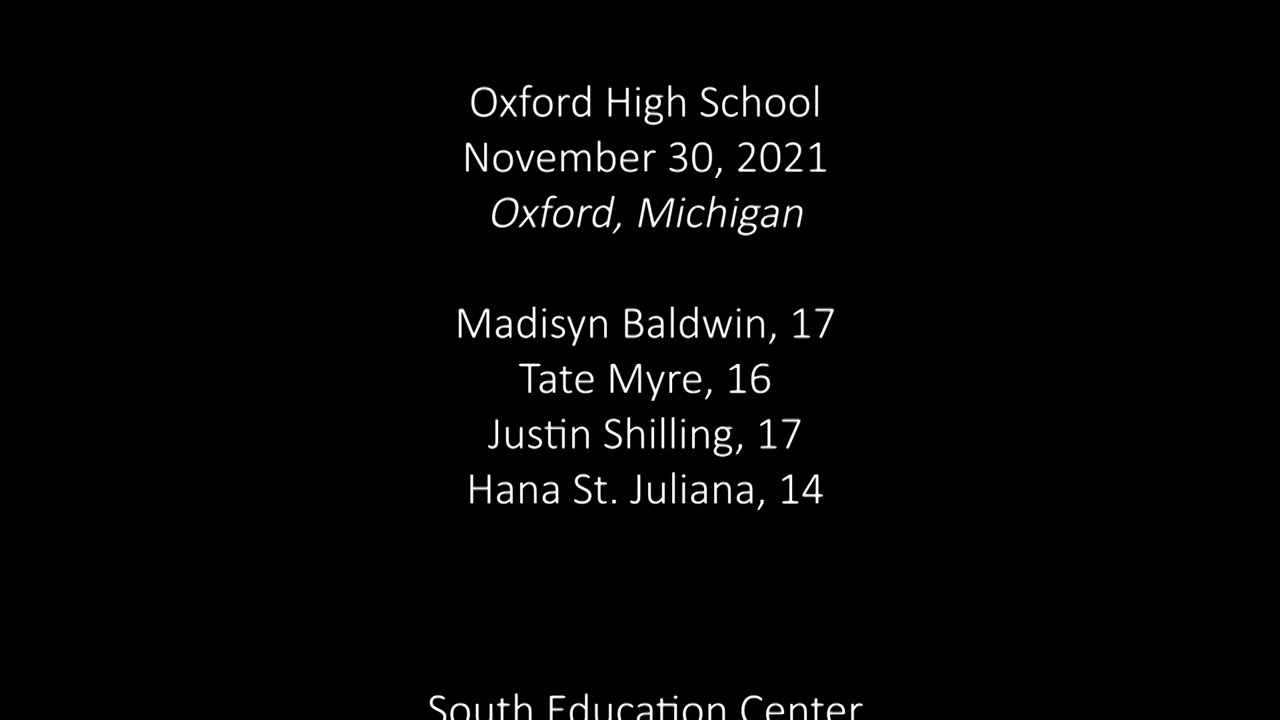 Oxford High School
November 30, 2021
Oxford, Michigan
Madisyn Baldwin, 17
Tate Myre, 16
Justin Shilling, 17
Hana St. Juliana, 14
South Education Center